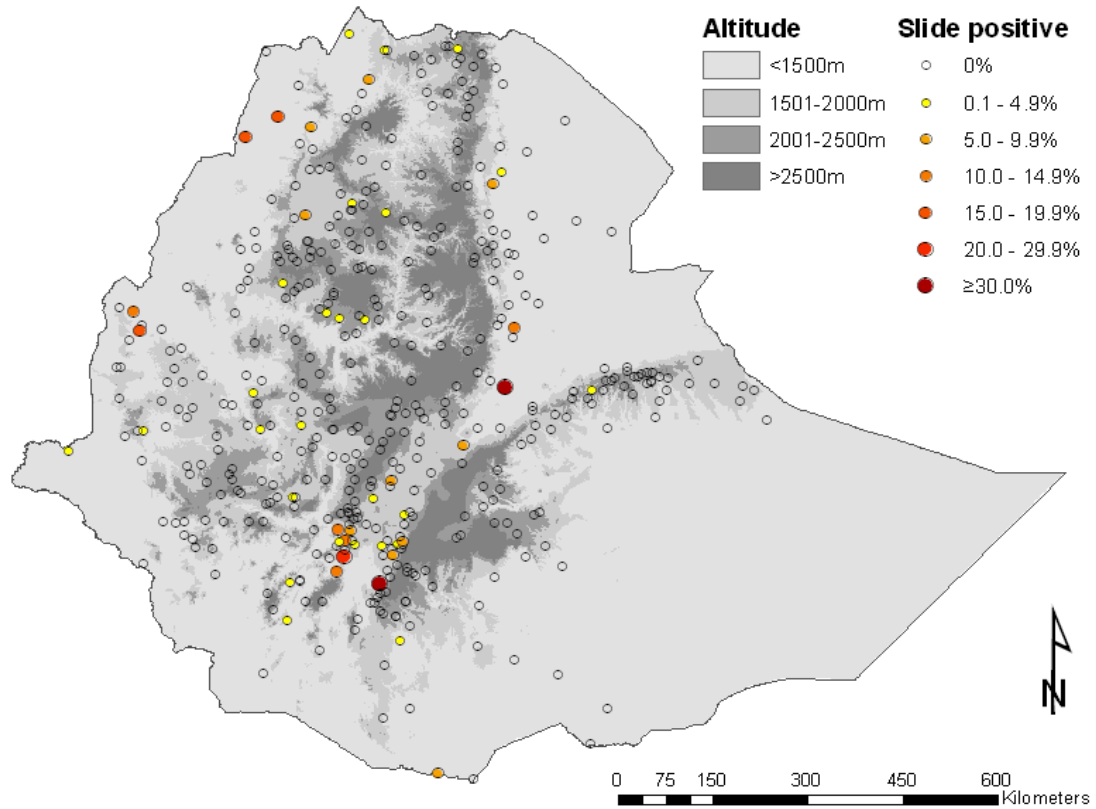 Altitude
<1500m
1501-2000m
2001-2500m
>2500m
Slide positive
0%
0.1 - 4.9%
5.0 - 9.9%
10.0 - 14.9%
15.0 - 19.9%
20.0 - 29.9%
≥30.0%
N
0 75 150 300 450 600
Kilometers